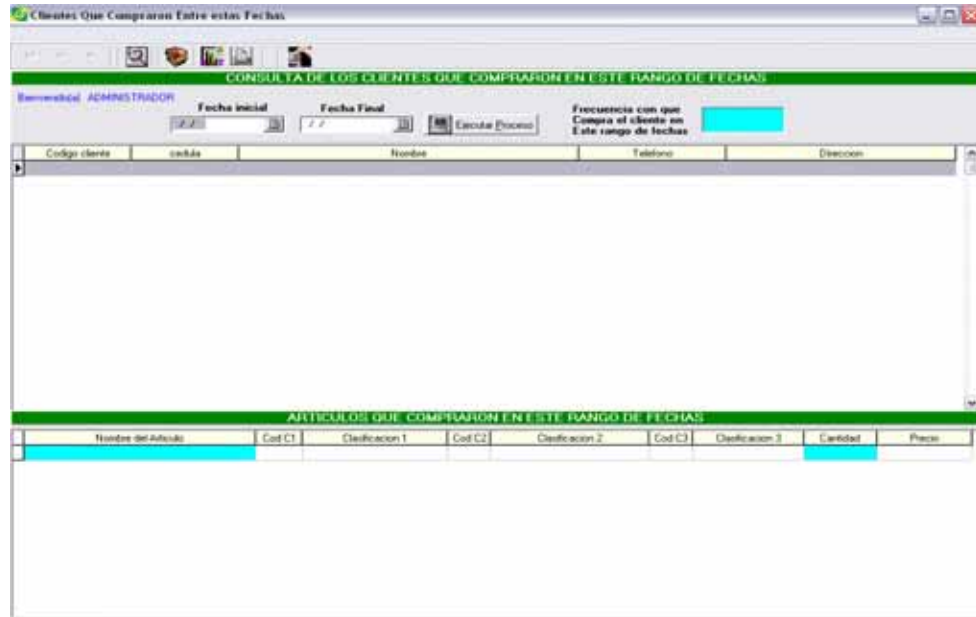 Clientes Que Compraron Entre estas Fechas
CONSULTA DE LOS CLIENTES QUE COMPRARON EN ESTE RANGO DE FECHAS
Bienvenido(a) ADMINISTRADOR
Fecha inicial
Fecha Final
/ /
/ /
Ejecutar Proceso
Frecuencia con que
Compra el cliente en
Este rango de fechas
Codigo cliente cedula Nombre Telefono Direccion
ARTICULOS QUE COMPRARON EN ESTE RANGO DE FECHAS
Nombre del Articulo Cod C1 Clasificacion 1 Cod C2 Clasificacion 2 Cod C3 Clasificacion 3 Cantidad Precio